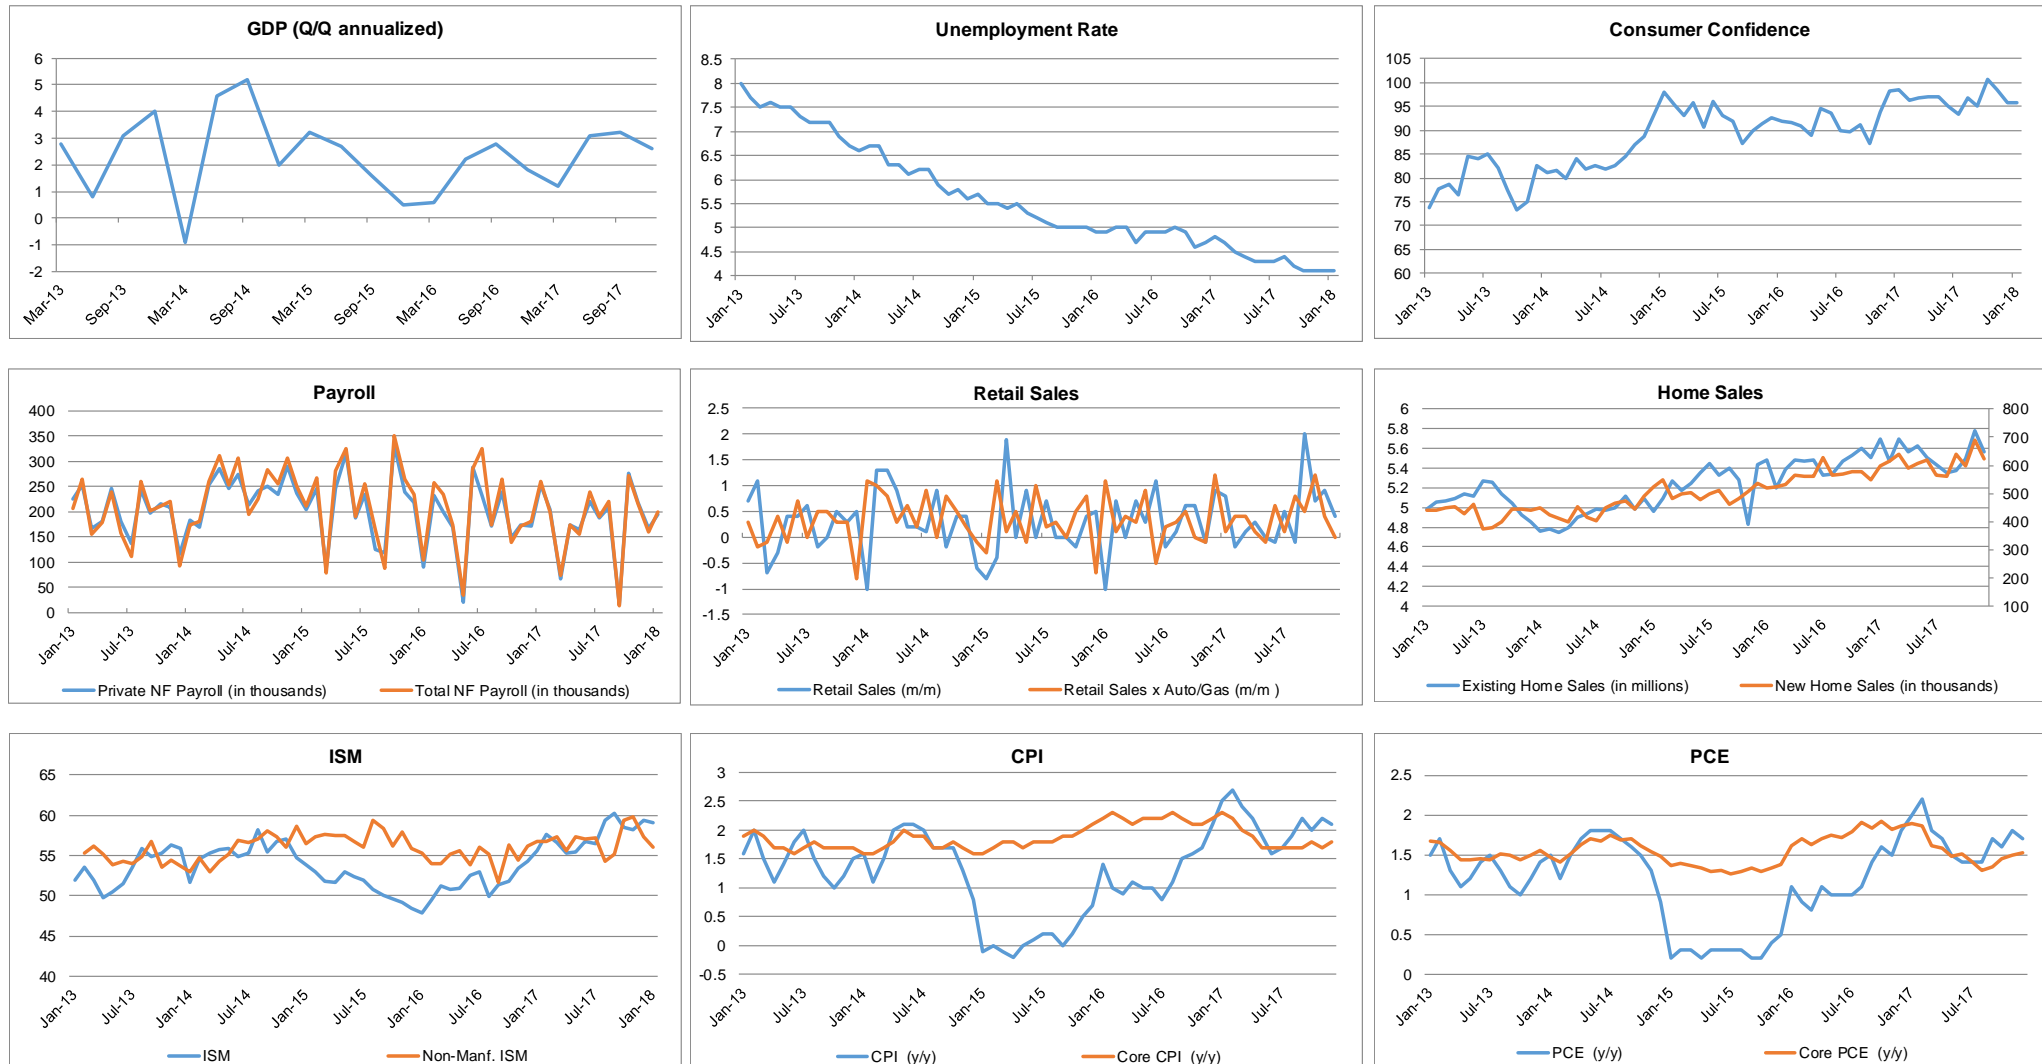 GDP (Q/Q annualized)
6
5
4
3
2
1
0
-1
-2
Mar-13
Sep-13
Mar-14
Sep-14
Mar-15
Sep-15
Mar-16
Sep-16
Mar-17
Sep-17
Unemployment Rate
8.5
8
7.5
7
6.5
6
5.5
5
4.5
4
Jan-13
Jul-13
Jan-14
Jul-14
Jan-15
Jul-15
Jan-16
Jul-16
Jan-17
Jul-17
Jan-18
Consumer Confidence
105
100
95
90
85
80
75
70
65
60
Jan-13
Jul-13
Jan-14
Jul-14
Jan-15
Jul-15
Jan-16
Jul-16
Jan-17
Jul-17
Jan-18
Payroll
400
350
300
250
200
150
100
50
0
Jan-13
Jul-13
Jan-14
Jul-14
Jan-15
Jul-15
Jan-16
Jul-16
Jan-17
Jul-17
Jan-18
Private NF Payroll (in thousands)
Total NF Payroll (in thousands)
Retail Sales
2.5
2
1.5
1
0.5
0
-0.5
-1
-1.5
Jan-13
Jul-13
Jan-14
Jul-14
Jan-15
Jul-15
Jan-16
Jul-16
Jan-17
Jul-17
Retail Sales (m/m)
Retail Sales x Auto/Gas (m/m )
Home Sales
6
5.8
5.6
5.4
5.2
5
4.8
4.6
4.4
4.2
4
800
700
600
500
400
300
200
100
Jan-13
Jul-13
Jan-14
Jul-14
Jan-15
Jul-15
Jan-16
Jul-16
Jan-17
Jul-17
Existing Home Sales (in millions)
New Home Sales (in thousands)
ISM
65
60
55
50
45
40
Jan-13
Jul-13
Jan-14
Jul-14
Jan-15
Jul-15
Jan-16
Jul-16
Jan-17
Jul-17
Jan-18
ISM
Non-Manf. ISM
CPI
3
2.5
2
1.5
1
0.5
0
-0.5
Jan-13
Jul-13
Jan-14
Jul-14
Jan-15
Jul-15
Jan-16
Jul-16
Jan-17
Jul-17
CPI (y/y)
Core CPI (y/y)
PCE
2.5
2
1.5
1
0.5
0
Jan-13
Jul-13
Jan-14
Jul-14
Jan-15
Jul-15
Jan-16
Jul-16
Jan-17
Jul-17
PCE (y/y)
Core PCE (y/y)